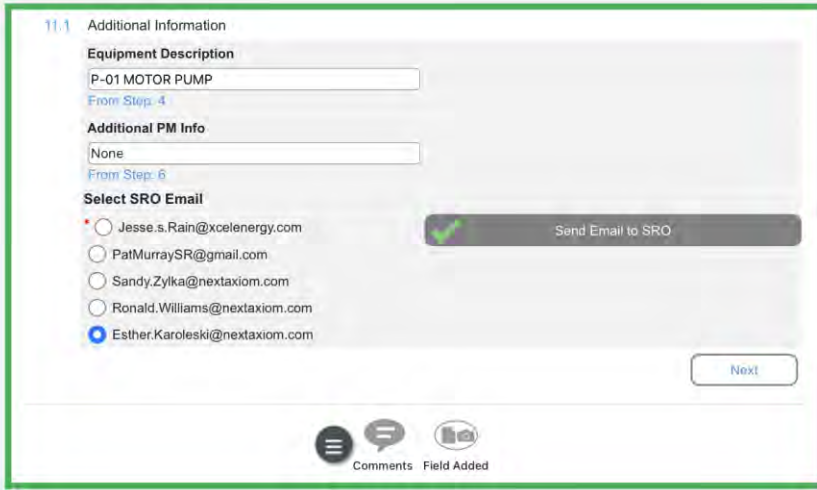 11.1 Additional Information
Equipment Description
P-01 MOTOR PUMP
From Step: 4
Additional PM Info
None
From Step: 6
Select SRO Email
* Jesse.s.Rain@xcelenergy.com
Send Email to SRO
PatMurraySR@gmail.com
Sandy.Zylka@nextaxiom.com
Ronald.Williams@nextaxiom.com
Esther.Karoleski@nextaxiom.com
Next
Comments Field Added